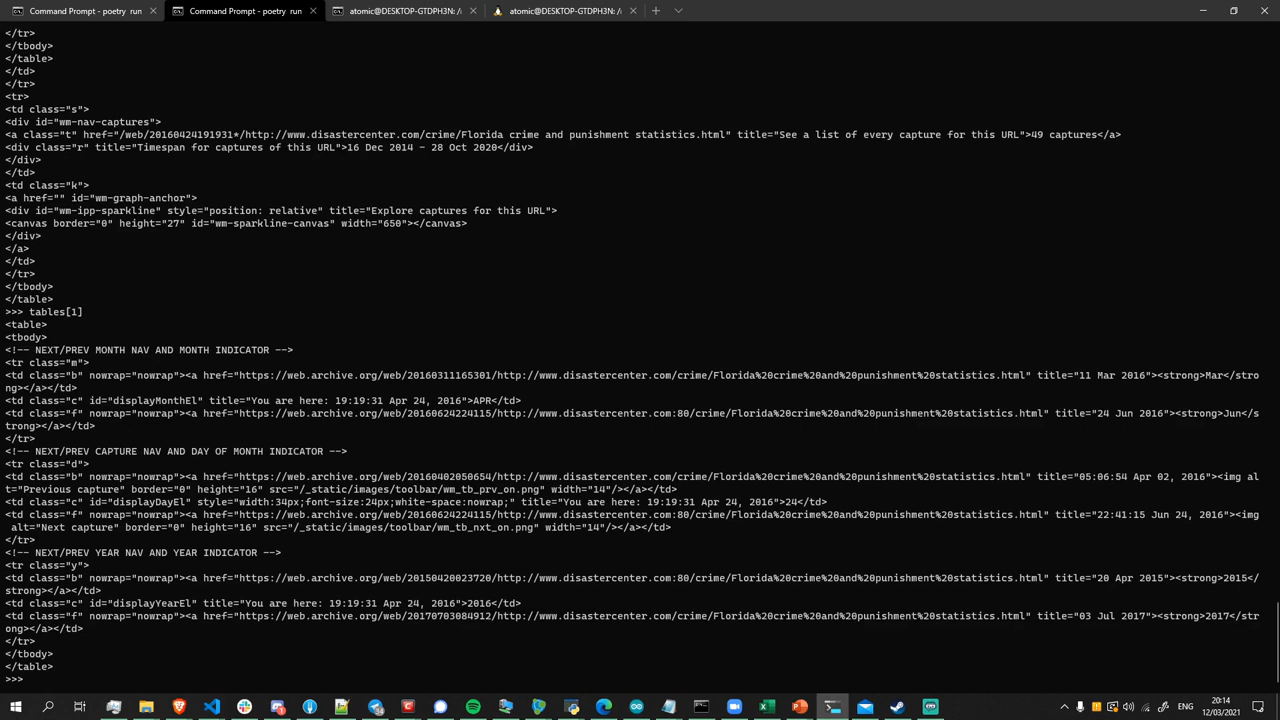 Command Prompt - poetry run
Command Prompt - poetry run
atomic@DESKTOP-GTDPH3N: /
atomic@DESKTOP-GTDPH3N: /
</tr>
</tbody>
</table>
</td>
</tr>
<tr>
<td class="s">
<div id="wm-nav-captures">
<a class="t" href="/web/20160424191931*/http://www.disastercenter.com/crime/Florida crime and punishment statistics.html" title="See a list of every capture for this URL">49 captures</a>
<div class="r" title="Timespan for captures of this URL">16 Dec 2014 - 28 Oct 2020</div>
</div>
</td>
<td class="k">
<a href="" id="wm-graph-anchor">
<div id="wm-ipp-sparkline" style="position: relative" title="Explore captures for this URL">
<canvas border="0" height="27" id="wm-sparkline-canvas" width="650"></canvas>
</div>
</a>
</td>
</tr>
</tbody>
</table>
>>> tables[1]
<table>
<tbody>
<!-- NEXT/PREV MONTH NAV AND MONTH INDICATOR -->
<tr class="m">
<td class="b" nowrap="nowrap"><a href="https://web.archive.org/web/20160311165301/http://www.disastercenter.com/crime/Florida%20crime%20and%20punishment%20statistics.html" title="11 Mar 2016"><strong>Mar</stro
ng></a></td>
<td class="c" id="displayMonthEl" title="You are here: 19:19:31 Apr 24, 2016">APR</td>
<td class="f" nowrap="nowrap"><a href="https://web.archive.org/web/20160624224115/http://www.disastercenter.com:80/crime/Florida%20crime%20and%20punishment%20statistics.html" title="24 Jun 2016"><strong>Jun</s
trong></a></td>
</tr>
<!-- NEXT/PREV CAPTURE NAV AND DAY OF MONTH INDICATOR -->
<tr class="d">
<td class="b" nowrap="nowrap"><a href="https://web.archive.org/web/20160402050654/http://www.disastercenter.com/crime/Florida%20crime%20and%20punishment%20statistics.html" title="05:06:54 Apr 02, 2016"><img al
t="Previous capture" border="0" height="16" src="/_static/images/toolbar/wm_tb_prv_on.png" width="14"/></a></td>
<td class="c" id="displayDayEl" style="width:34px;font-size:24px;white-space:nowrap;" title="You are here: 19:19:31 Apr 24, 2016">24</td>
<td class="f" nowrap="nowrap"><a href="https://web.archive.org/web/20160624224115/http://www.disastercenter.com:80/crime/Florida%20crime%20and%20punishment%20statistics.html" title="22:41:15 Jun 24, 2016"><img
 alt="Next capture" border="0" height="16" src="/_static/images/toolbar/wm_tb_nxt_on.png" width="14"/></a></td>
</tr>
<!-- NEXT/PREV YEAR NAV AND YEAR INDICATOR -->
<tr class="y">
<td class="b" nowrap="nowrap"><a href="https://web.archive.org/web/20150420023720/http://www.disastercenter.com:80/crime/Florida%20crime%20and%20punishment%20statistics.html" title="20 Apr 2015"><strong>2015</
strong></a></td>
<td class="c" id="displayYearEl" title="You are here: 19:19:31 Apr 24, 2016">2016</td>
<td class="f" nowrap="nowrap"><a href="https://web.archive.org/web/20170703084912/http://www.disastercenter.com:80/crime/Florida%20crime%20and%20punishment%20statistics.html" title="03 Jul 2017"><strong>2017</str
ong></a></td>
</tr>
</tbody>
</table>
>>>
ENG
20:14
12/03/2021